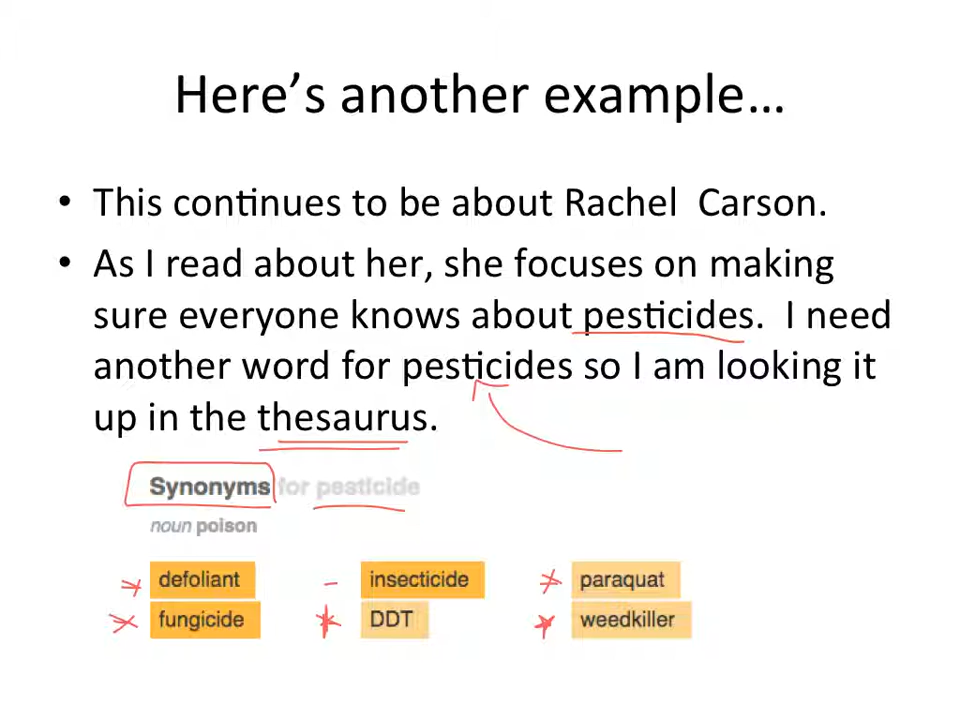 Here's another example…
• This continues to be about Rachel Carson.
• As I read about her, she focuses on making
sure everyone knows about pesticides. I need
another word for pesticides so I am looking it
up in the thesaurus.
Synonyms for pesticide
noun poison
defoliant insecticide paraquat
fungicide DDT weedkiller